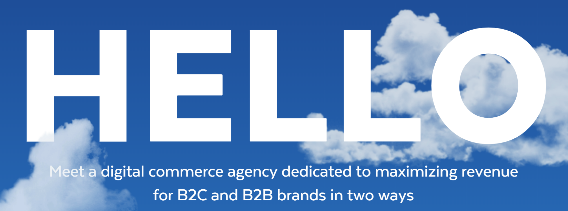 HELLO
Meet a digital commerce agency dedicated to maximizing revenue
for B2C and B2B brands in two ways